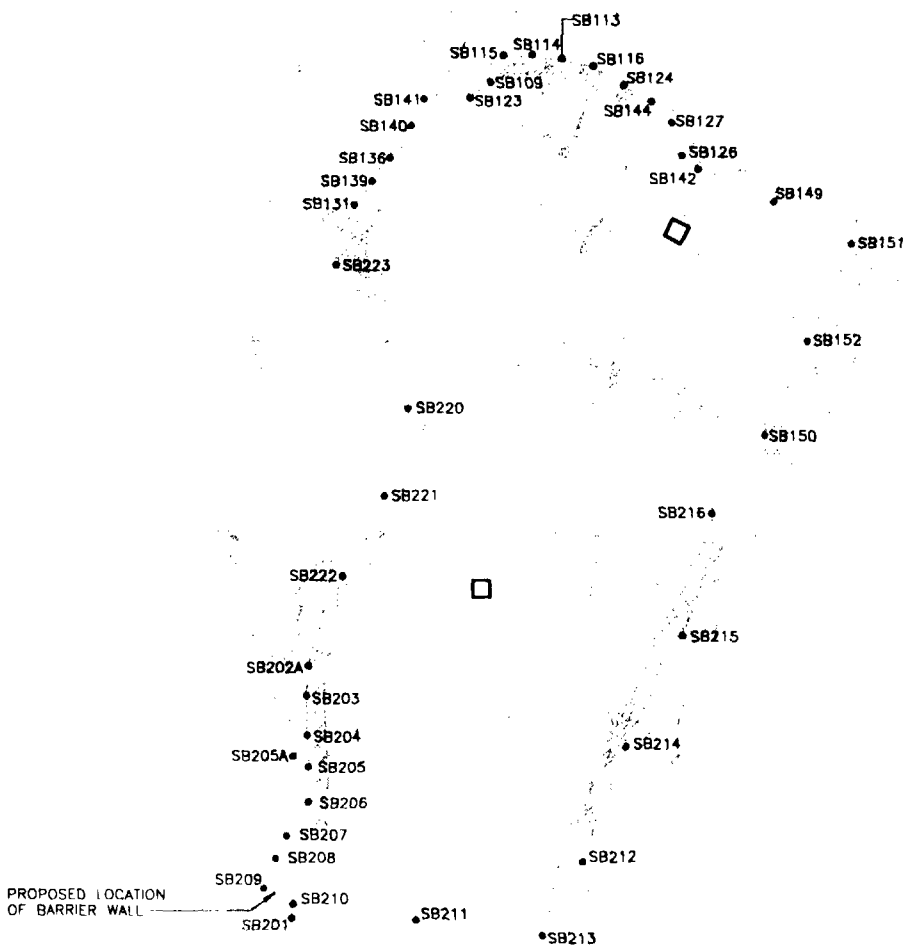 SB113
SB114
SB115
SB116
SB124
SB109
SB141
SB123
SB144
SB140
SB127
SB136
SB126
SB142
SB139
SB149
SB131
SB151
SB223
SB152
SB220
SB150
SB221
SB216
SB222
SB215
SB202A
SB203
SB204
SB214
SB205A
SB205
SB206
SB207
SB208
SB212
SB209
PROPOSED LOCATION
OF BARRIER WALL
SB210
SB201
SB211
SB213